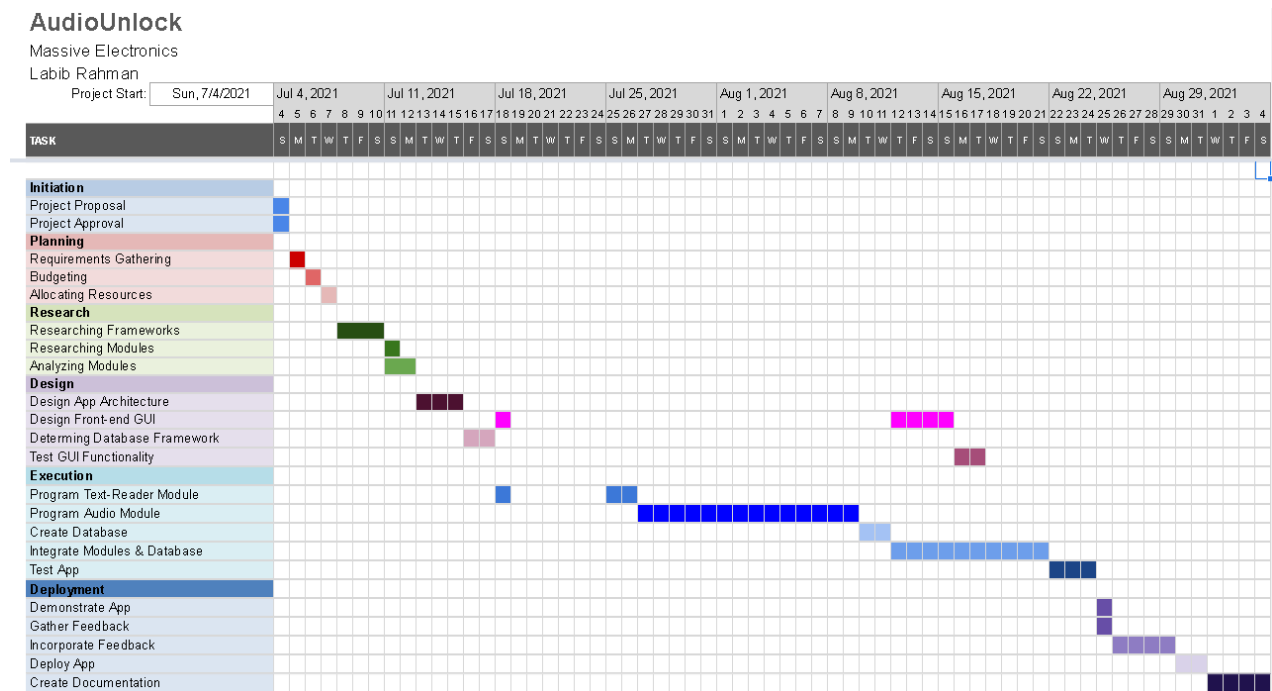 AudioUnlock
Massive Electronics
Labib Rahman
Project Start: Sun, 7/4/2021 Jul 4, 2021 Jul 11, 2021 Jul 18, 2021 Jul 25, 2021 Aug 1, 2021 Aug 8, 2021 Aug 15, 2021 Aug 22, 2021 Aug 29, 2021
4 5 6 7 8 9 10 11 12 13 14 15 16 17 18 19 20 21 22 23 24 25 26 27 28 29 30 31 1 2 3 4 5 6 7 8 9 10 11 12 13 14 15 16 17 18 19 20 21 22 23 24 25 26 27 28 29 30 31 1 2 3 4
TASK S M T W T F S S M T W T F S S M T W T F S S M T W T F S S M T W T F S S M T W T F S S M T W T F S S M T W T F S S M T W T F S
Initiation
Project Proposal
Project Approval
Planning
Requirements Gathering
Budgeting
Allocating Resources
Research
Researching Frameworks
Researching Modules
Analyzing Modules
Design
Design App Architecture
Design Front-end GUI
Determing Database Framework
Test GUI Functionality
Execution
Program Text-Reader Module
Program Audio Module
Create Database
Integrate Modules & Database
Test App
Deployment
Demonstrate App
Gather Feedback
Incorporate Feedback
Deploy App
Create Documentation